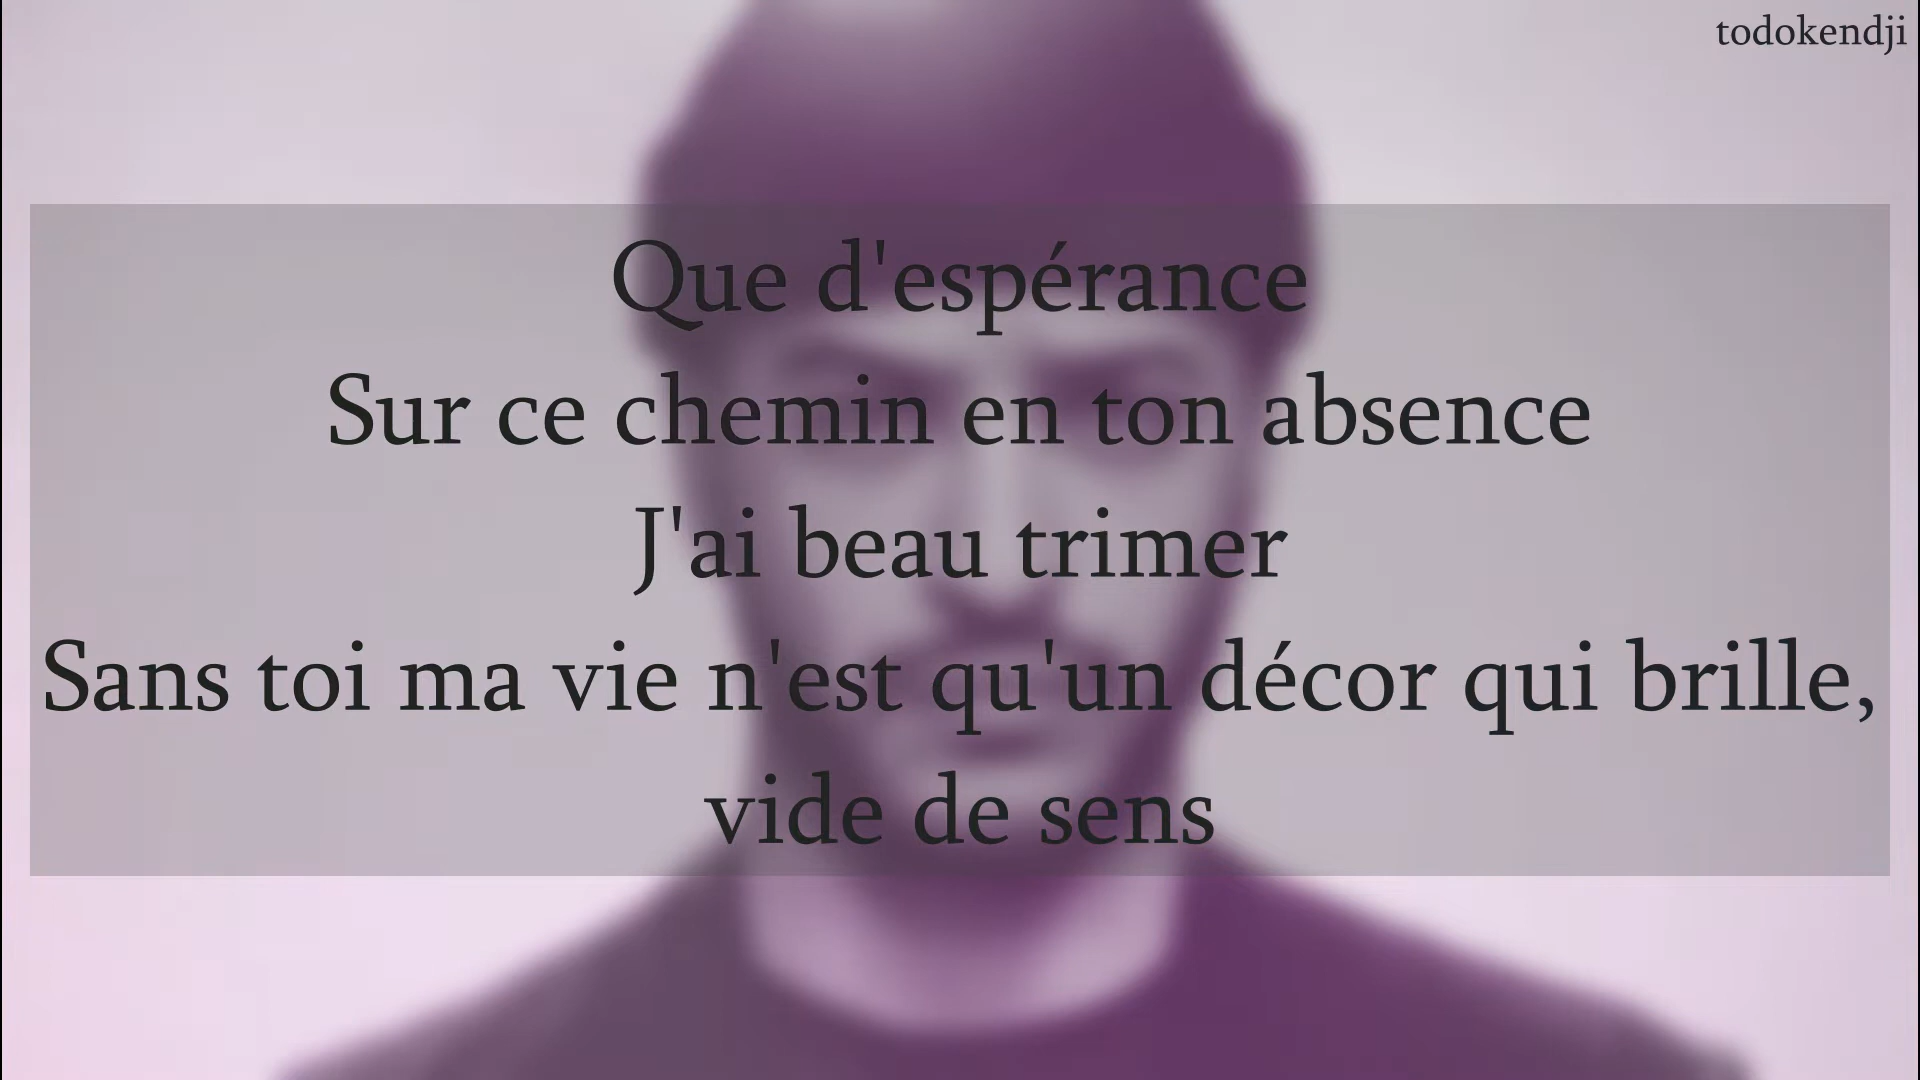 todokendji
Que d'espérance
Sur ce chemin en ton absence
J'ai beau trimer
Sans toi ma vie n'est qu'un décor qui brille,
vide de sens